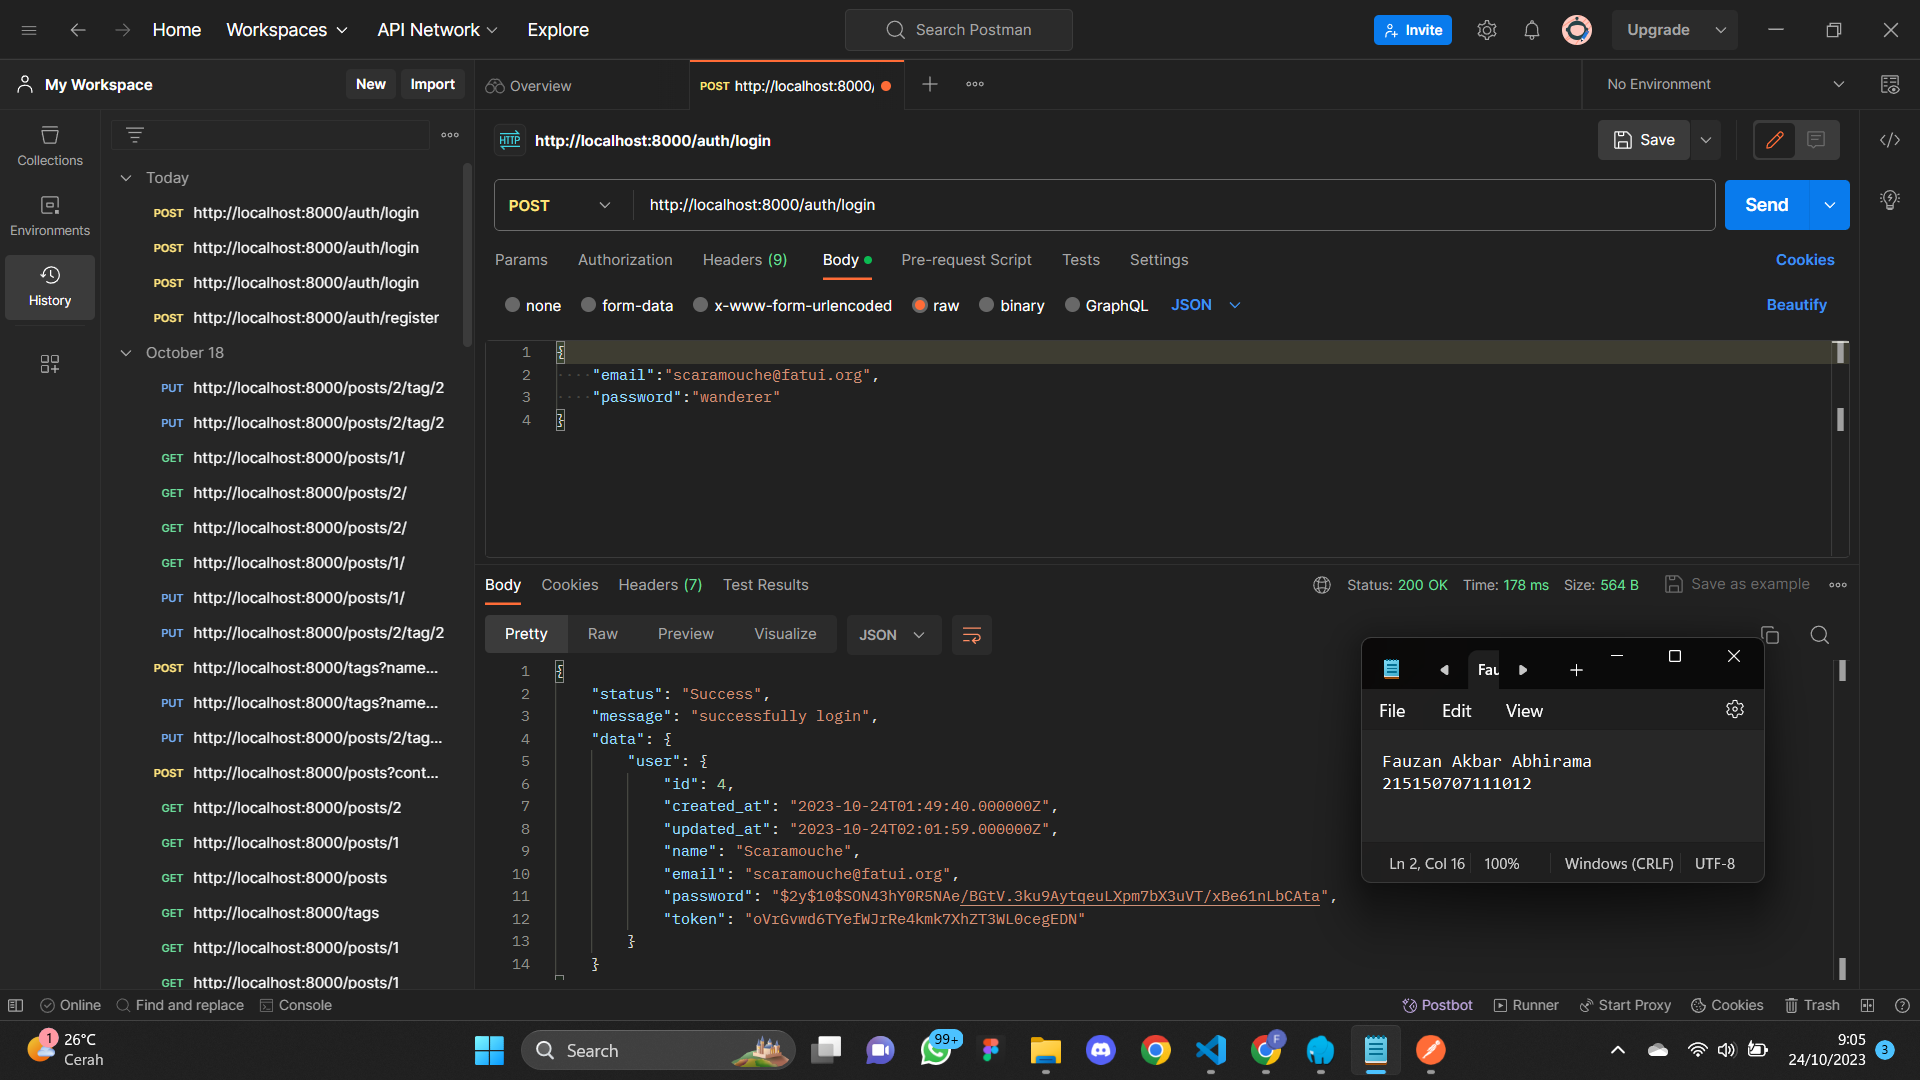 Home
Workspaces
API Network
Explore
Search Postman
Invite
Upgrade
My Workspace
New
Import
Overview
POST http://localhost:8000/
No Environment
Collections
Environments
History
Today
POST http://localhost:8000/auth/login
POST http://localhost:8000/auth/login
POST http://localhost:8000/auth/login
POST http://localhost:8000/auth/register
October 18
PUT http://localhost:8000/posts/2/tag/2
PUT http://localhost:8000/posts/2/tag/2
GET http://localhost:8000/posts/1/
GET http://localhost:8000/posts/2/
GET http://localhost:8000/posts/2/
GET http://localhost:8000/posts/1/
PUT http://localhost:8000/posts/1/
PUT http://localhost:8000/posts/2/tag/2
POST http://localhost:8000/tags?name...
PUT http://localhost:8000/tags?name...
PUT http://localhost:8000/posts/2/tag...
POST http://localhost:8000/posts?cont...
GET http://localhost:8000/posts/2
GET http://localhost:8000/posts/1
GET http://localhost:8000/posts
GET http://localhost:8000/tags
GET http://localhost:8000/posts/1
GET http://localhost:8000/posts/1
HTTP http://localhost:8000/auth/login
Save
POST http://localhost:8000/auth/login
Send
Params Authorization Headers (9) Body Pre-request Script Tests Settings
Cookies
none form-data x-www-form-urlencoded raw binary GraphQL JSON
Beautify
1 {
2 "email":"scaramouche@fatui.org",
3 "password":"wanderer"
4 }
Body Cookies Headers (7) Test Results
Status: 200 OK Time: 178 ms Size: 564 B Save as example
Pretty Raw Preview Visualize JSON
1 {
2 "status": "Success",
3 "message": "successfully login",
4 "data": {
5 "user": {
6 "id": 4,
7 "created_at": "2023-10-24T01:49:40.000000Z",
8 "updated_at": "2023-10-24T02:01:59.000000Z",
9 "name": "Scaramouche",
10 "email": "scaramouche@fatui.org",
11 "password": "$2y$10$SON43hY0R5NAe/BGtV.3ku9AytqeuLXpm7bX3uVT/xBe61nLbCAta",
12 "token": "oVrGvwd6TYefWJrRe4kmk7XhZT3WL0cegEDN"
13 }
14 }
Fau
File Edit View
Fauzan Akbar Abhirama
215150707111012
Ln 2, Col 16 100% Windows (CRLF) UTF-8
Online Find and replace Console
Postbot Runner Start Proxy Cookies Trash
1
26°C
Cerah
Search
99+
F
9:05
24/10/2023
3